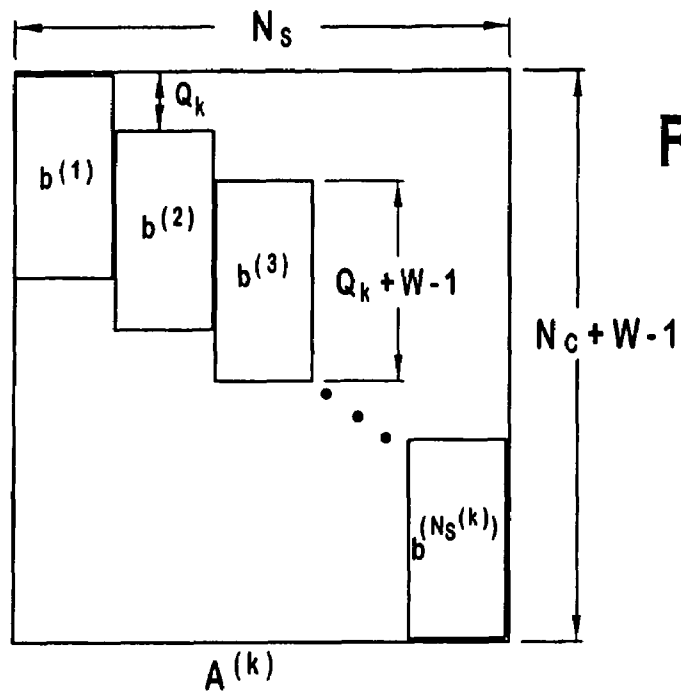 N_s
Q_k
b^(1)
b^(2)
b^(3)
Q_k + W - 1
N_c + W - 1
b^(N_s^(k))
A^(k)